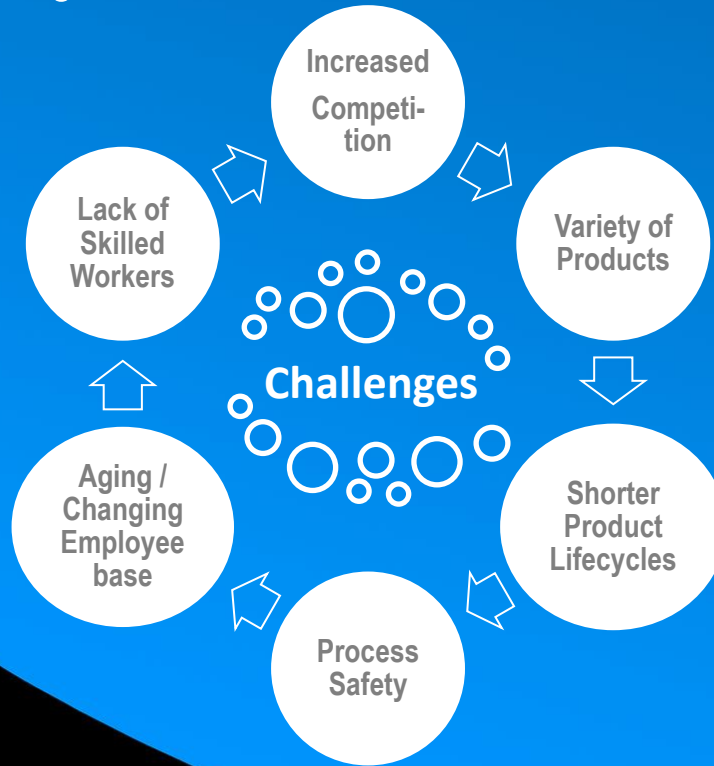 Increased
Competi-
tion
Variety of
Products
Shorter
Product
Lifecycles
Process
Safety
Aging /
Changing
Employee
base
Lack of
Skilled
Workers
Challenges